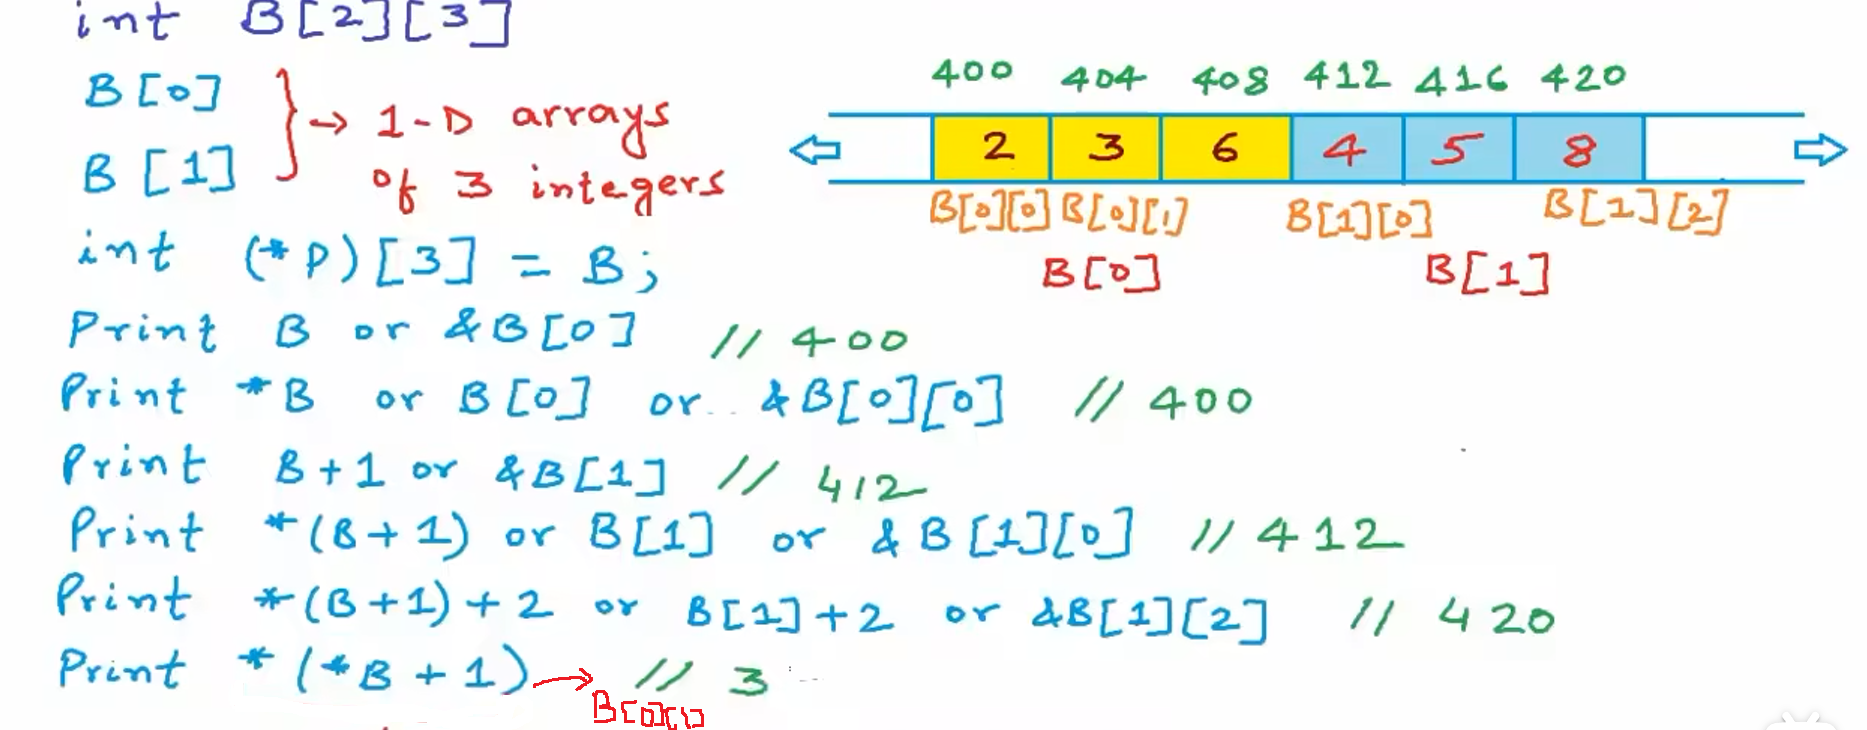 int B[2][3]
B[0]
B[1]
→ 1-D arrays
of 3 integers
int (*P)[3] = B;
Print B or &B[0] // 400
Print *B or B[0] or &B[0][0] // 400
Print B+1 or &B[1] // 412
Print *(B+1) or B[1] or &B[1][0] // 412
Print *(B+1)+2 or B[1]+2 or &B[1][2] // 420
Print *(*B+1) → // 3
B[0][1]
400 404 408 412 416 420
2 3 6 4 5 8
B[0][0] B[0][1] B[1][0] B[1][2]
B[0] B[1]